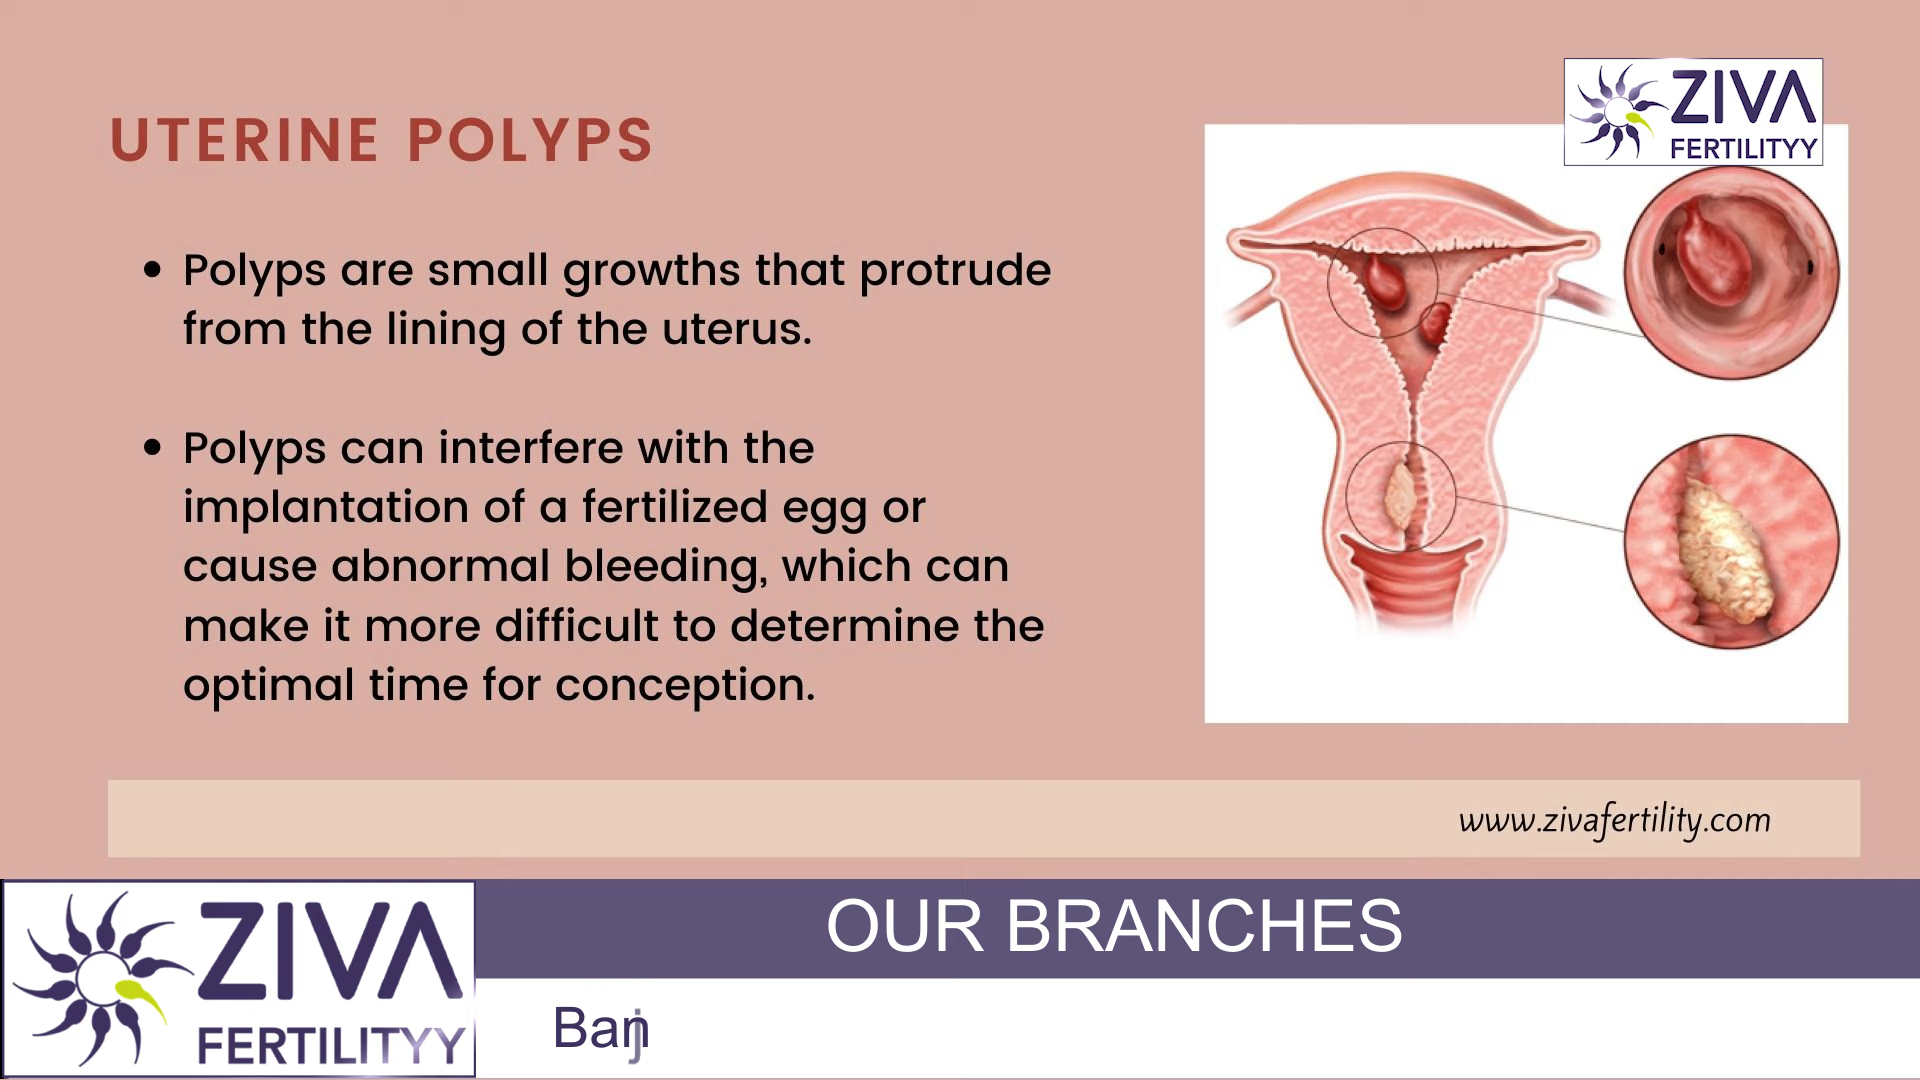 ZIVA
FERTILITYY
UTERINE POLYPS
• Polyps are small growths that protrude
from the lining of the uterus.
• Polyps can interfere with the
implantation of a fertilized egg or
cause abnormal bleeding, which can
make it more difficult to determine the
optimal time for conception.
www.zivafertility.com
ZIVA
FERTILITYY
OUR BRANCHES